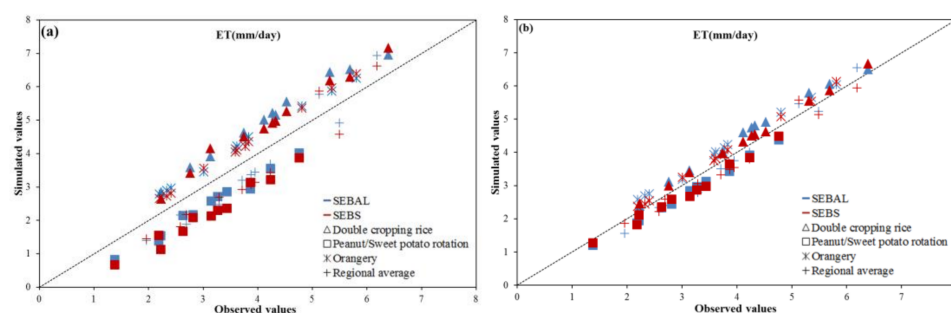 (a)
ET(mm/day)
Simulated values
8
7
6
5
4
3
2
1
0
SEBAL
SEBS
Double cropping rice
Peanut/Sweet potato rotation
Orangery
Regional average
0 1 2 3 4 5 6 7 8
Observed values
(b)
ET(mm/day)
Simulated values
8
7
6
5
4
3
2
1
0
SEBAL
SEBS
Double cropping rice
Peanut/Sweet potato rotation
Orangery
Regional average
0 1 2 3 4 5 6 7
Observed values